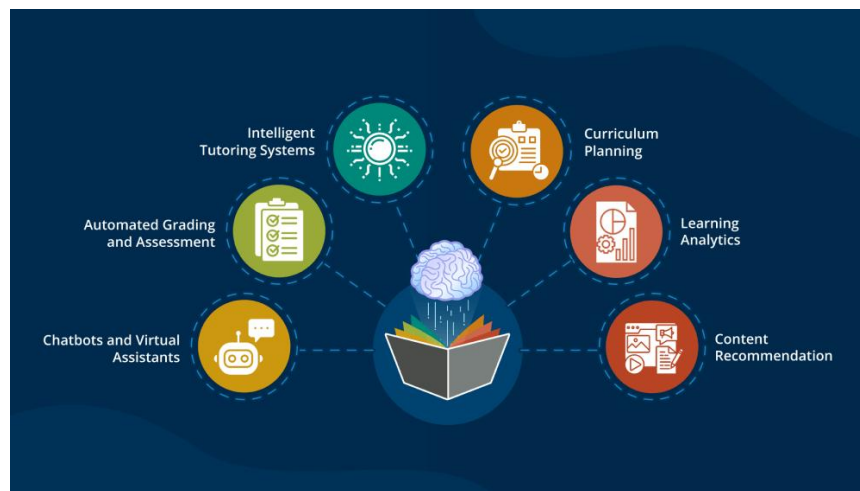 Intelligent
Tutoring Systems
Curriculum
Planning
Automated Grading
and Assessment
Learning
Analytics
Chatbots and Virtual
Assistants
Content
Recommendation